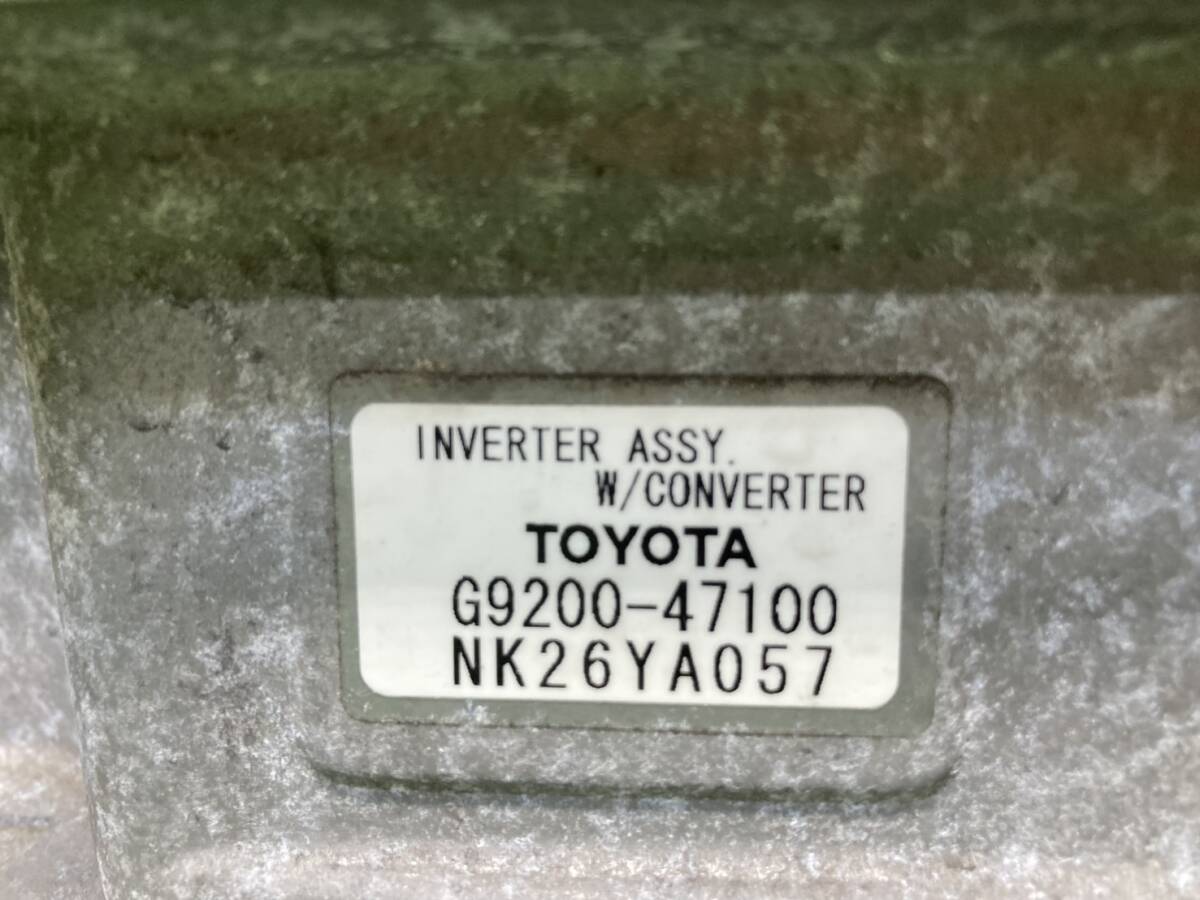 INVERTER ASSY.
W/CONVERTER
TOYOTA
G9200-47100
NK26YA057